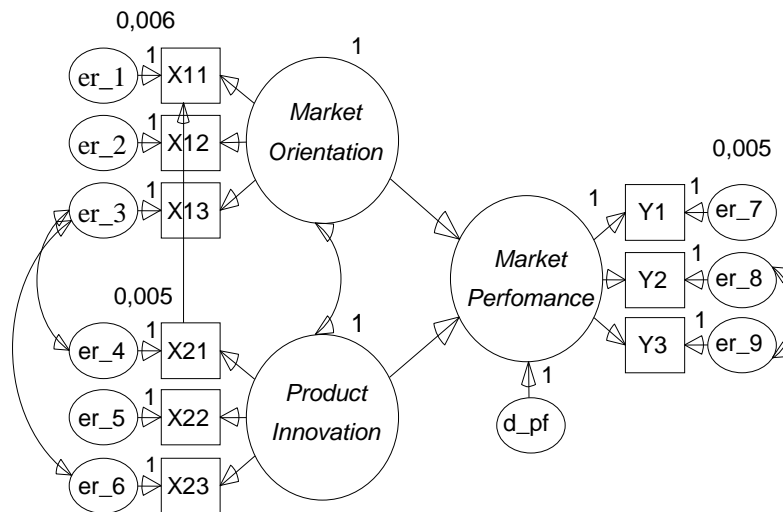 0,006
1
er_1
1
X11
Market
Orientation
er_2
1
X12
er_3
1
X13
0,005
1
er_4
1
X21
Product
Innovation
er_5
1
X22
er_6
1
X23
Market
Perfomance
1
d_pf
0,005
1
Y1
1
er_7
Y2
1
er_8
Y3
1
er_9